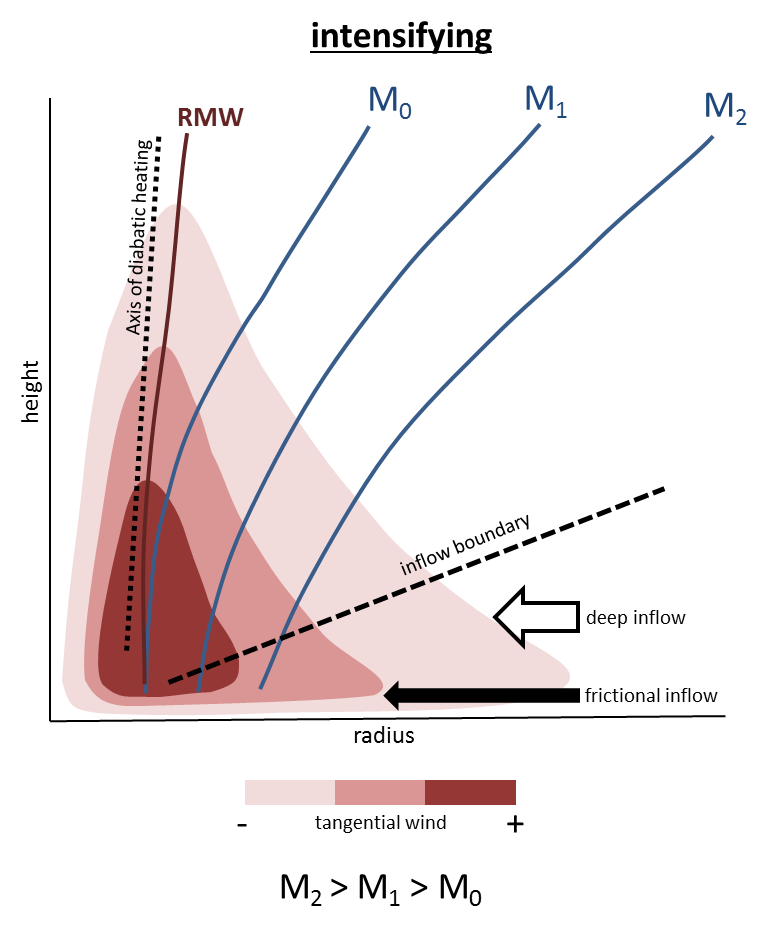 intensifying
RMW
M₀
M₁
M₂
Axis of diabatic heating
height
inflow boundary
deep inflow
frictional inflow
radius
- tangential wind +
M₂ > M₁ > M₀